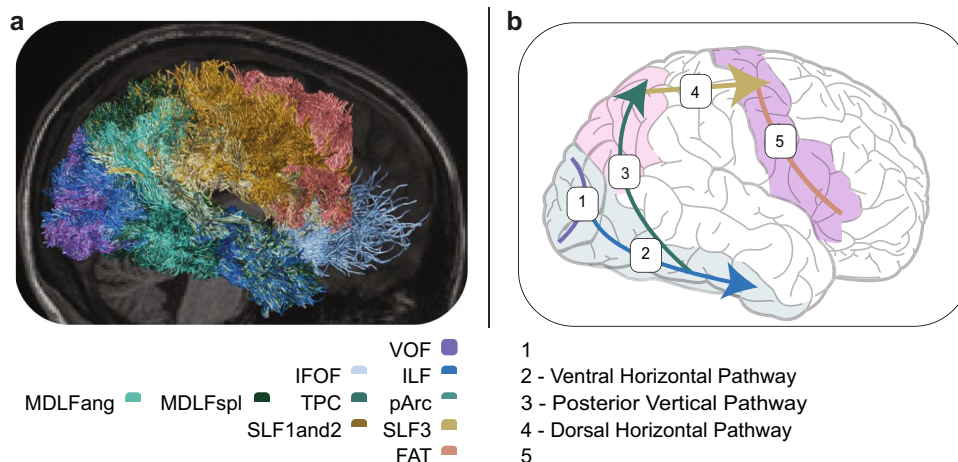 a
b
4
5
3
1
2
VOF
1
IFOF ILF
2 - Ventral Horizontal Pathway
MDLFang MDLFspl TPC pArc
3 - Posterior Vertical Pathway
SLF1and2 SLF3
4 - Dorsal Horizontal Pathway
FAT
5